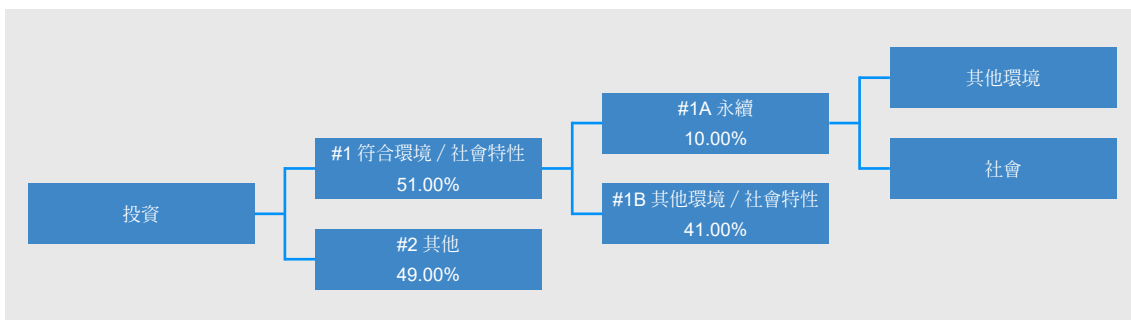 投資
#1 符合環境 / 社會特性
51.00%
#2 其他
49.00%
#1A 永續
10.00%
#1B 其他環境 / 社會特性
41.00%
其他環境
社會